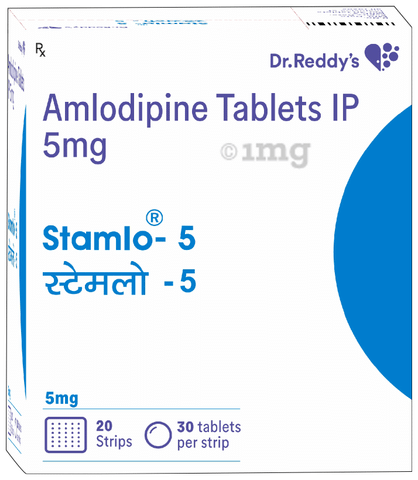 Rx
Dr.Reddy's
Amlodipine Tablets IP
5mg
©1mg
Stamlo®- 5
स्टेमलो - 5
5mg
20
Strips
30 tablets
per strip